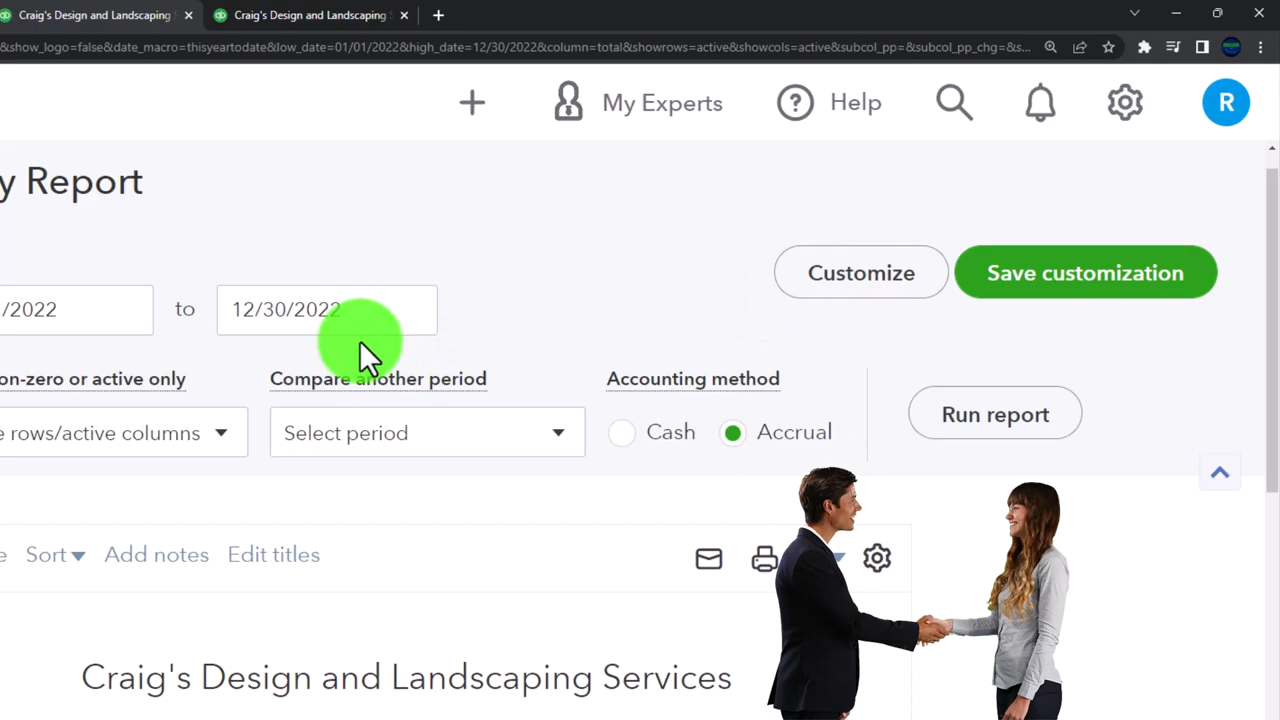 Craig's Design and Landscaping
Craig's Design and Landscaping
&show_logo=false&date_macro=thisyeartodate&low_date=01/01/2022&high_date=12/30/2022&column=total&showrows=active&showcols=active&subcol_pp=&subcol_pp_chg=&s...
My Experts
Help
R
y Report
Customize
Save customization
/2022
to
12/30/2022
on-zero or active only
Compare another period
Accounting method
e rows/active columns
Select period
Cash
Accrual
Run report
e
Sort
Add notes
Edit titles
Craig's Design and Landscaping Services